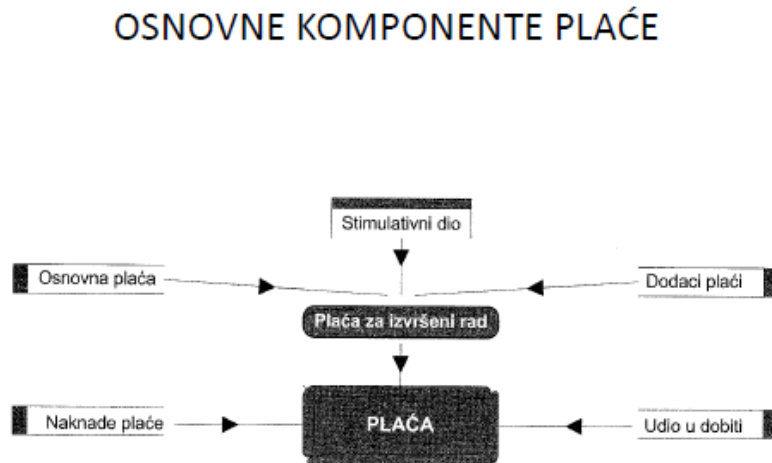 OSNOVNE KOMPONENTE PLAĆE
Stimulativni dio
Osnovna plaća
Dodaci plaći
Plaća za izvršeni rad
Naknade plaće
PLAĆA
Udio u dobiti